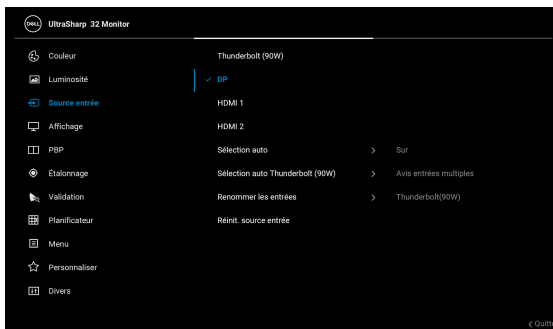 DELL UltraSharp 32 Monitor
Couleur
Luminosité
Source entrée
Affichage
PBP
Étalonnage
Validation
Planificateur
Menu
Personnaliser
Divers
Thunderbolt (90W)
DP
HDMI 1
HDMI 2
Sélection auto > Sur
Sélection auto Thunderbolt (90W) > Avis entrées multiples
Renommer les entrées > Thunderbolt(90W)
Réinit. source entrée
< Quitte